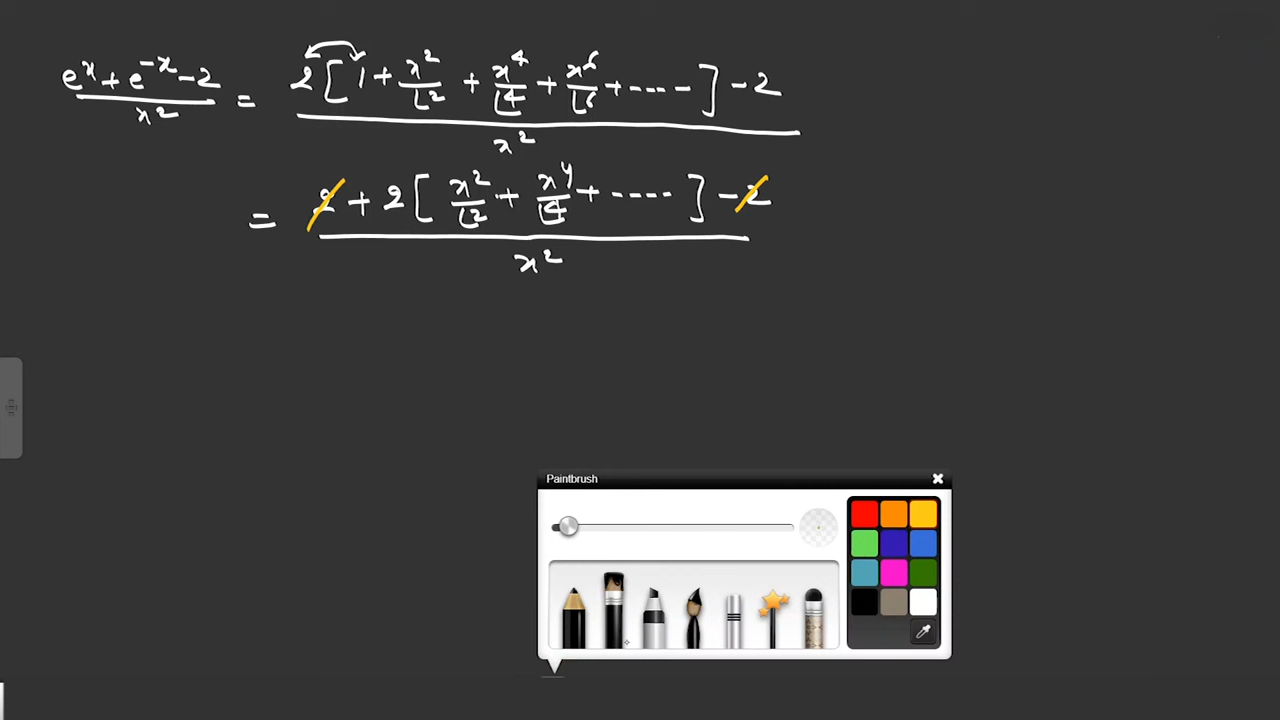 e^x + e^-x - 2 / x^2 = 2[1 + x^2/⌊2 + x^4/⌊4 + x^6/⌊6 + ....-] - 2 / x^2
= 2 + 2[x^2/⌊2 + x^4/⌊4 + .....] - 2 / x^2
Paintbrush